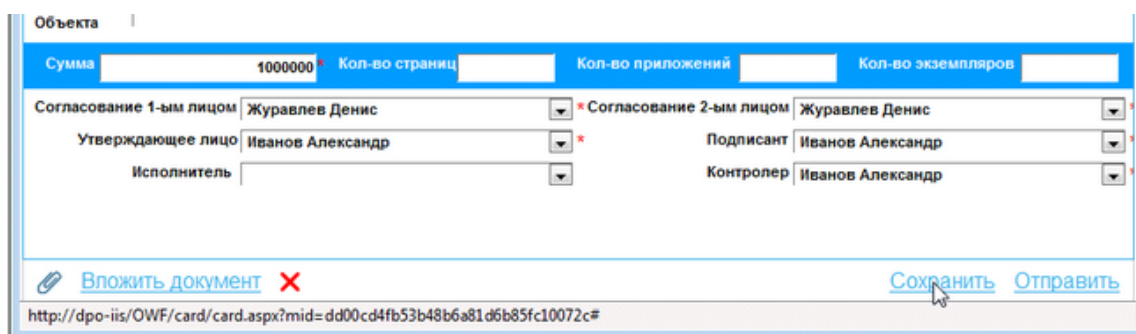 Объекта
Сумма 1000000 * Кол-во страниц Кол-во приложений Кол-во экземпляров
Согласование 1-ым лицом Журавлев Денис * Согласование 2-ым лицом Журавлев Денис *
Утверждающее лицо Иванов Александр * Подписант Иванов Александр *
Исполнитель Контролер Иванов Александр *
Вложить документ Сохранить Отправить
http://dpo-iis/OWF/card/card.aspx?mid=dd00cd4fb53b48b6a81d6b85fc10072c#